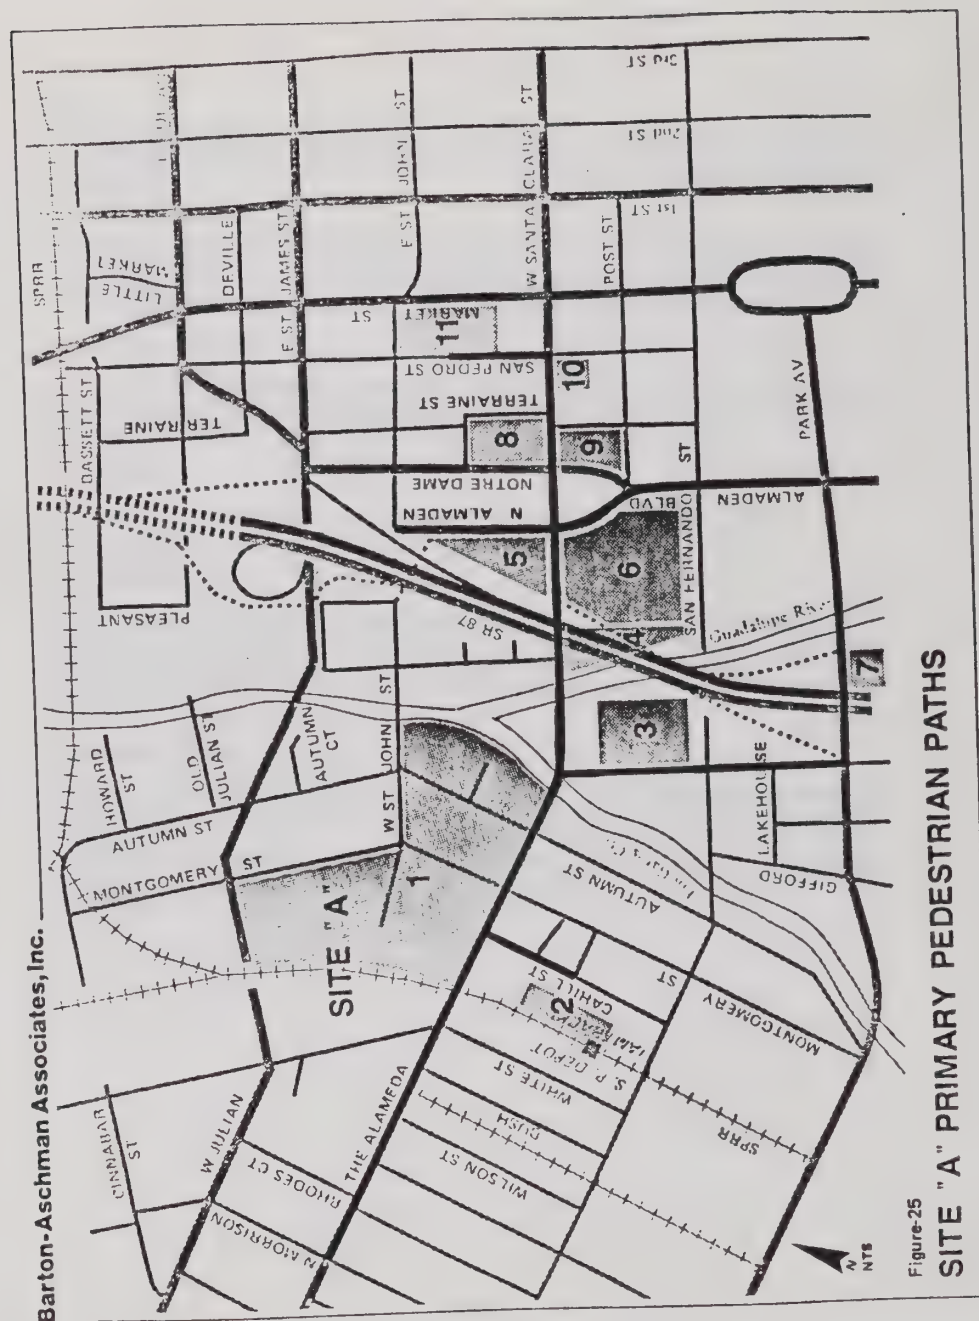 Barton-Aschman Associates, Inc.
SPRR
BASSETT ST
LITTLE
MARKET
DEVILLE
TERRAINE
PLEASANT
E ST JAMES ST
E ST JOHN ST
MARKET
ST
11
SAN PEDRO ST
TERRAINE ST
10
8
9
NOTRE DAME
N ALMADEN
BLVD
W SANTA CLARA ST
POST ST
1st ST
2nd ST
3rd ST
5
6
4
SAN FERNANDO
ST
ALMADEN
PARK AV
SR 87
Guadalupe River
7
3
HOWARD
ST
OLD
JULIAN ST
AUTUMN
CT
AUTUMN ST
MONTGOMERY
ST
W ST JOHN ST
SITE "A"
1
LAKEHOUSE
GIFFORD
AUTUMN ST
MONTGOMERY
ST
CAHILL ST
2
S. P. DEPOT
WHITE ST
BUSH
WILSON ST
SPRR
THE ALAMEDA
CINNABAR
ST
W JULIAN
RHODES CT
N MORRISON
N
NTS
Figure-25
SITE "A" PRIMARY PEDESTRIAN PATHS